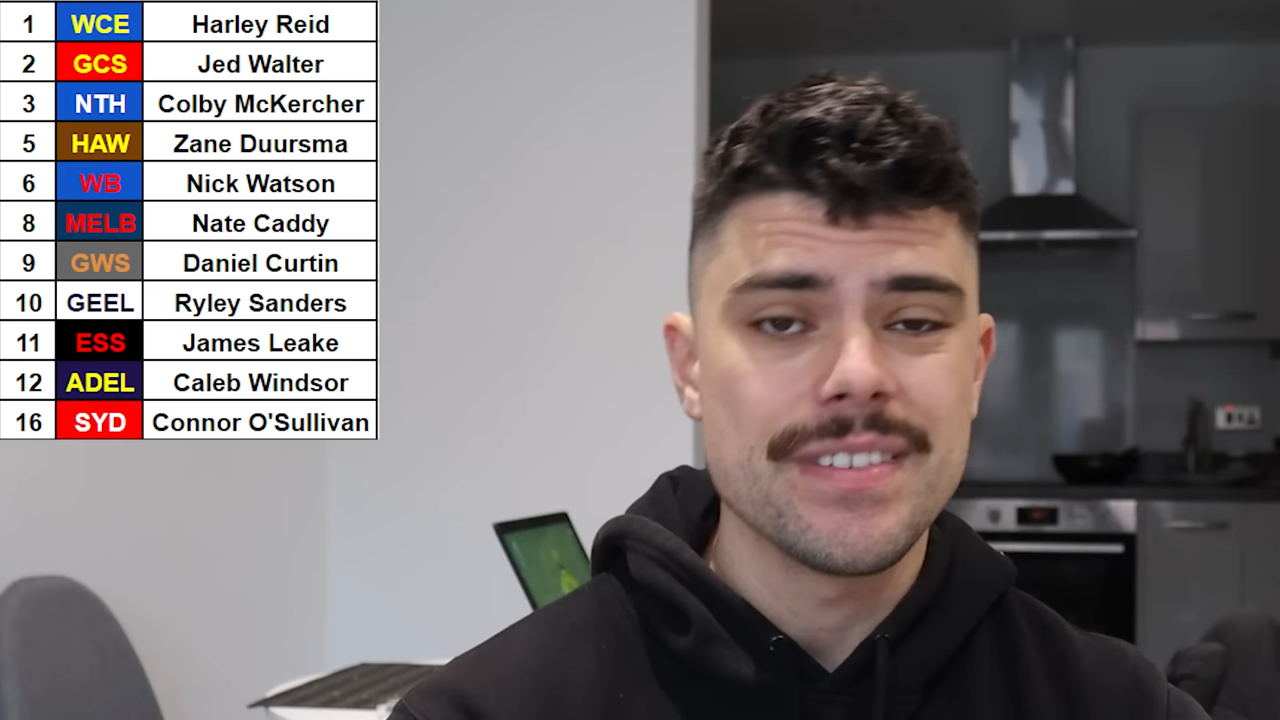 1 WCE Harley Reid
2 GCS Jed Walter
3 NTH Colby McKercher
5 HAW Zane Duursma
6 WB Nick Watson
8 MELB Nate Caddy
9 GWS Daniel Curtin
10 GEEL Ryley Sanders
11 ESS James Leake
12 ADEL Caleb Windsor
16 SYD Connor O'Sullivan